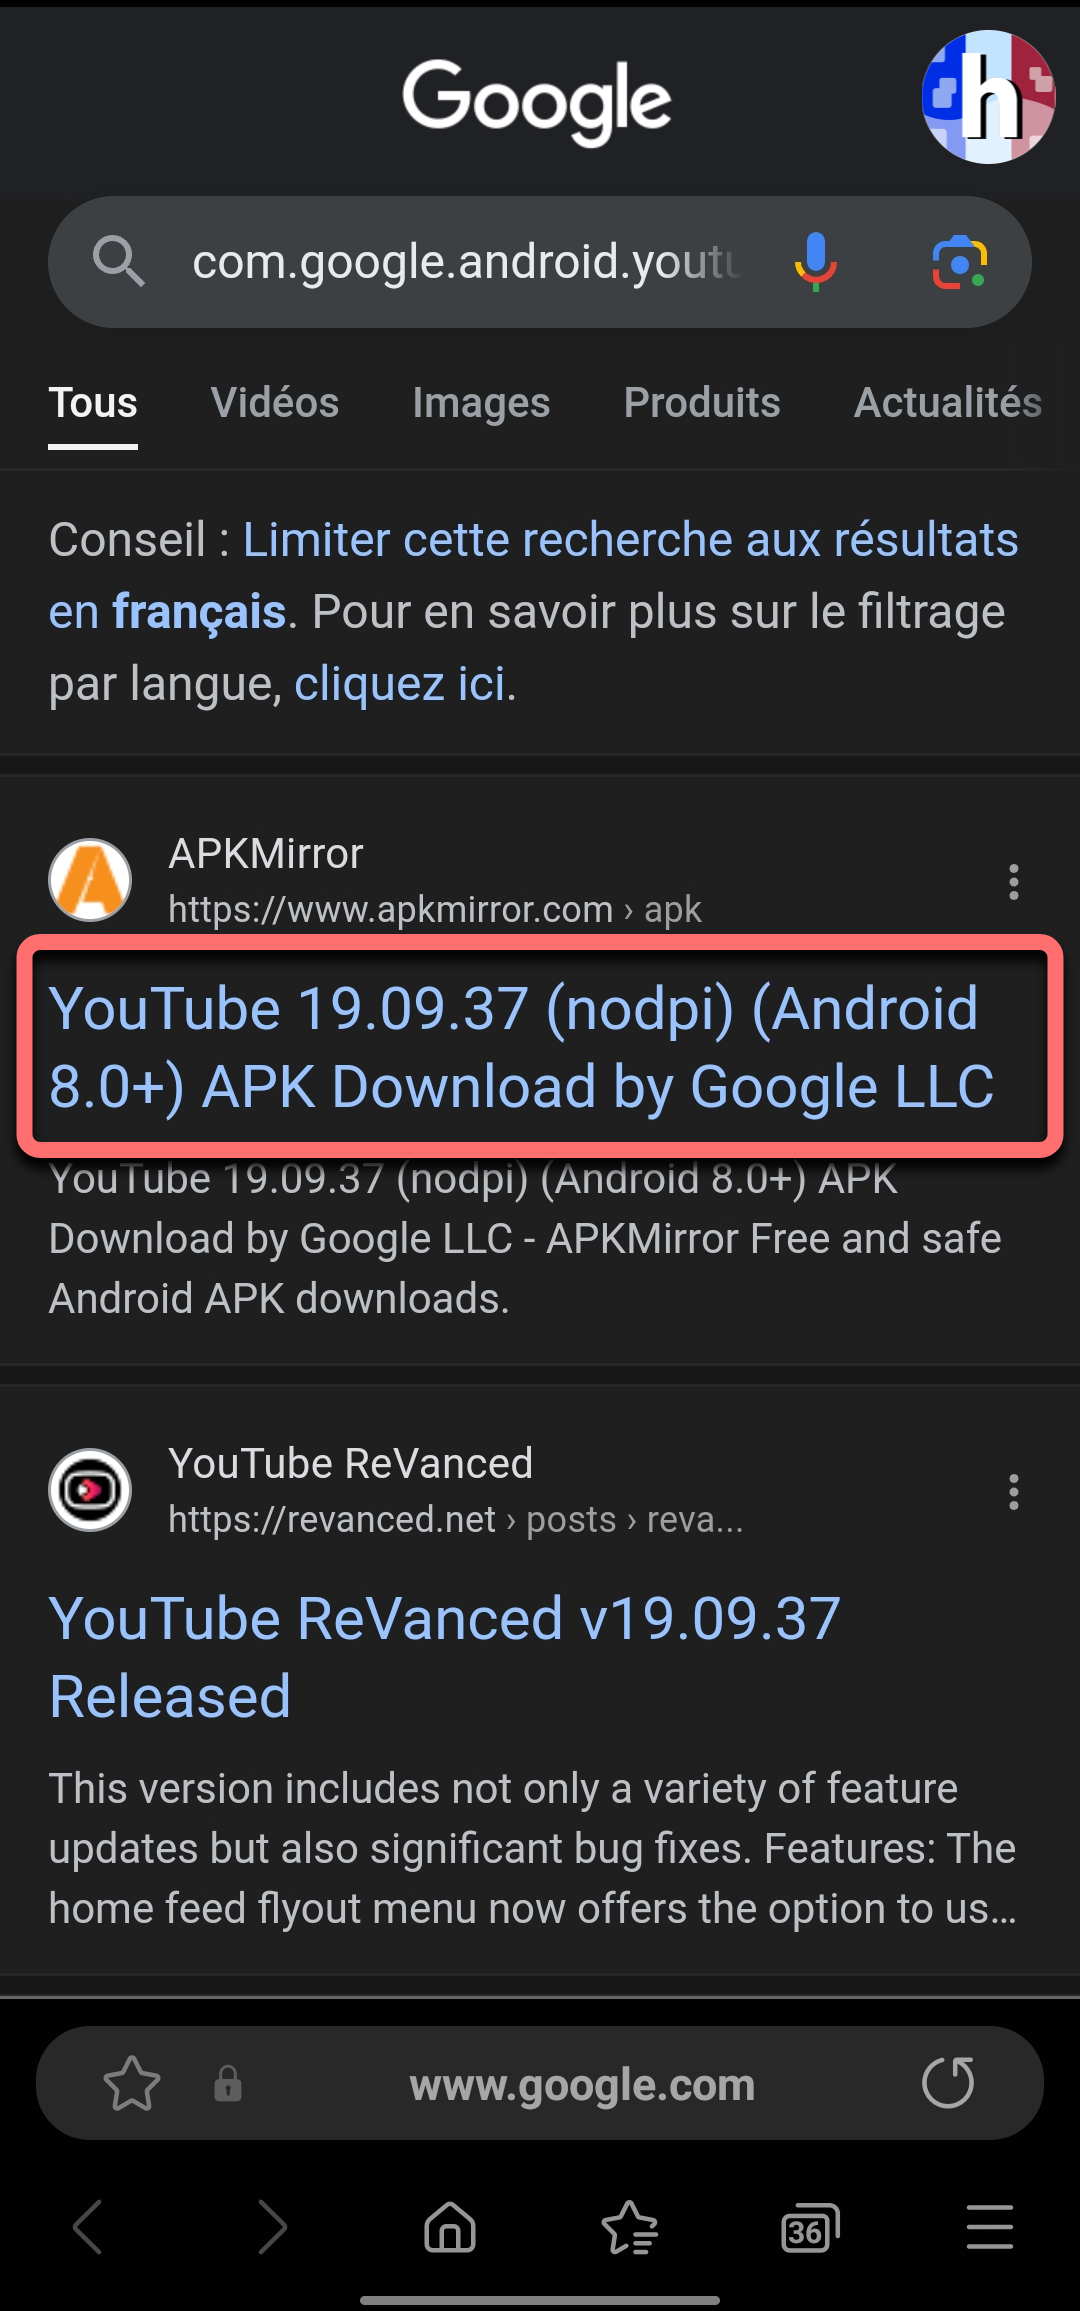 Google
h
com.google.android.youtu
Tous Vidéos Images Produits Actualités
Conseil : Limiter cette recherche aux résultats
en français. Pour en savoir plus sur le filtrage
par langue, cliquez ici.
APKMirror
https://www.apkmirror.com › apk
YouTube 19.09.37 (nodpi) (Android
8.0+) APK Download by Google LLC
YouTube 19.09.37 (nodpi) (Android 8.0+) APK
Download by Google LLC - APKMirror Free and safe
Android APK downloads.
YouTube ReVanced
https://revanced.net › posts › reva...
YouTube ReVanced v19.09.37
Released
This version includes not only a variety of feature
updates but also significant bug fixes. Features: The
home feed flyout menu now offers the option to us...
www.google.com
36